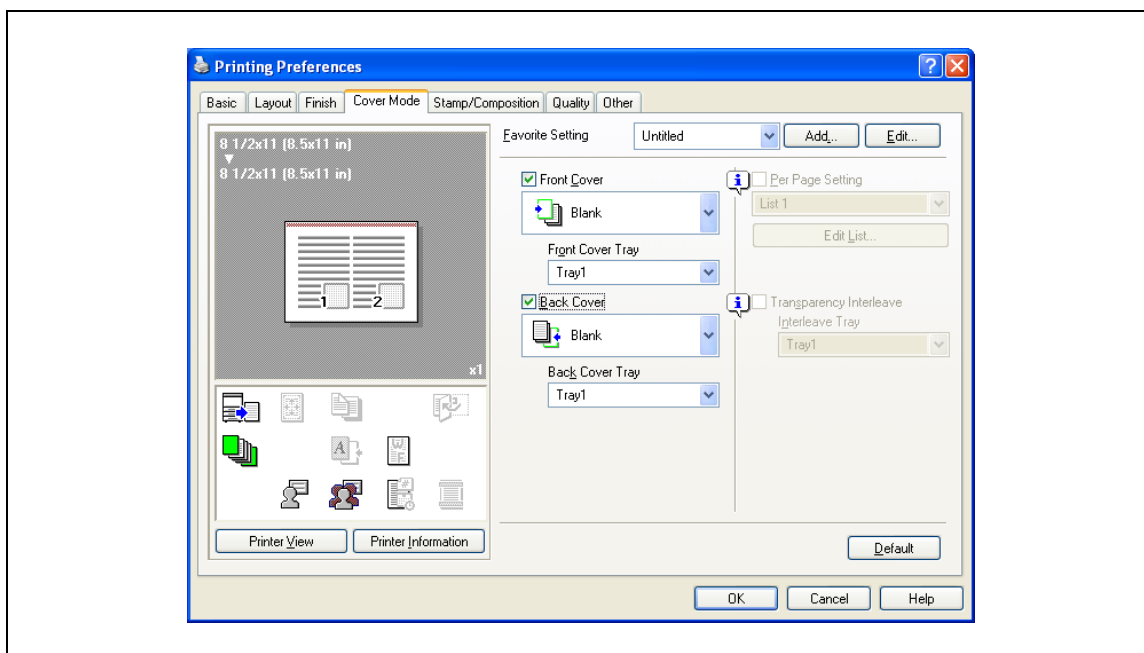 Printing Preferences
Basic Layout Finish Cover Mode Stamp/Composition Quality Other
8 1/2x11 (8.5x11 in)
8 1/2x11 (8.5x11 in)
1 2
x1
Printer View Printer Information
Favorite Setting Untitled Add... Edit...
Front Cover
Blank
Front Cover Tray
Tray1
Back Cover
Blank
Back Cover Tray
Tray1
Per Page Setting
List 1
Edit List...
Transparency Interleave
Interleave Tray
Tray1
Default
OK Cancel Help